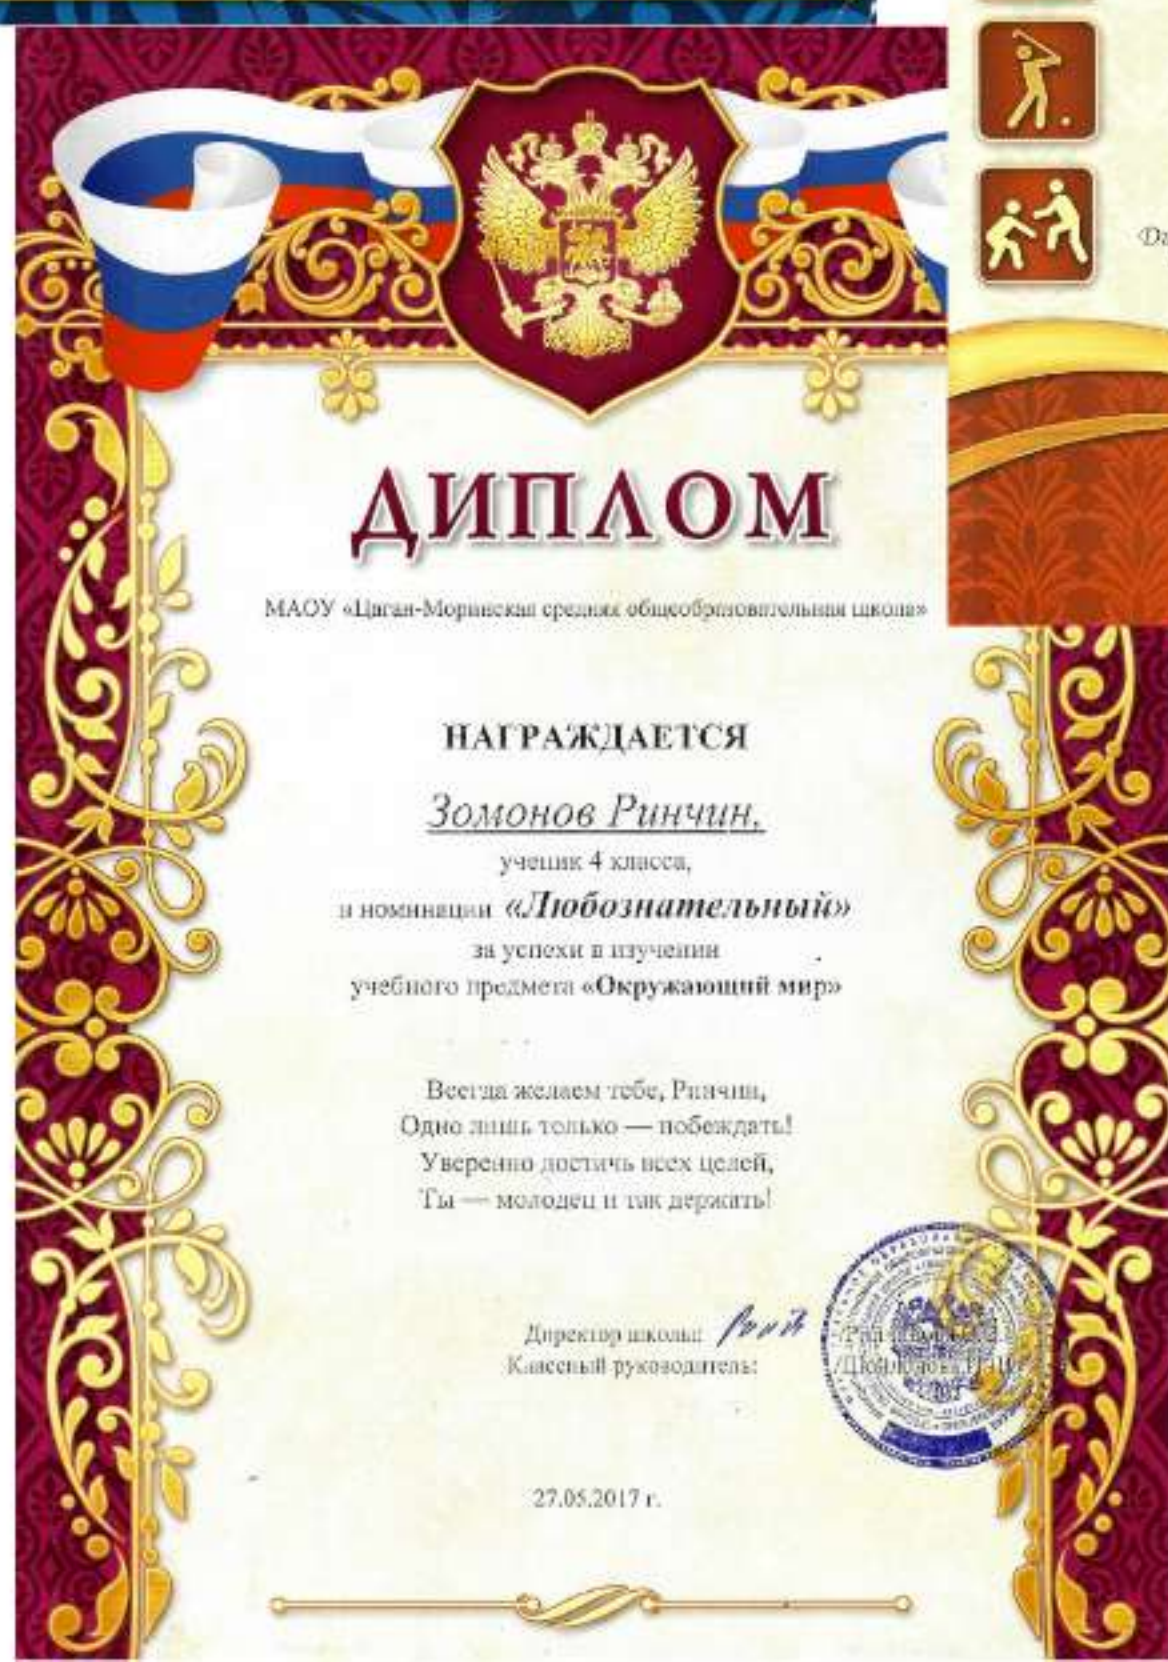 ДИПЛОМ
МАОУ «Цаган-Моринская средняя общеобразовательная школа»
НАГРАЖДАЕТСЯ
Зомонов Ринчин,
ученик 4 класса,
в номинации «Любознательный»
за успехи в изучении
учебного предмета «Окружающий мир»
Всегда желаем тебе, Ринчин,
Одно лишь только — побеждать!
Уверенно достичь всех целей,
Ты — молодец и так держать!
Директор школы:
Классный руководитель:
27.05.2017 г.